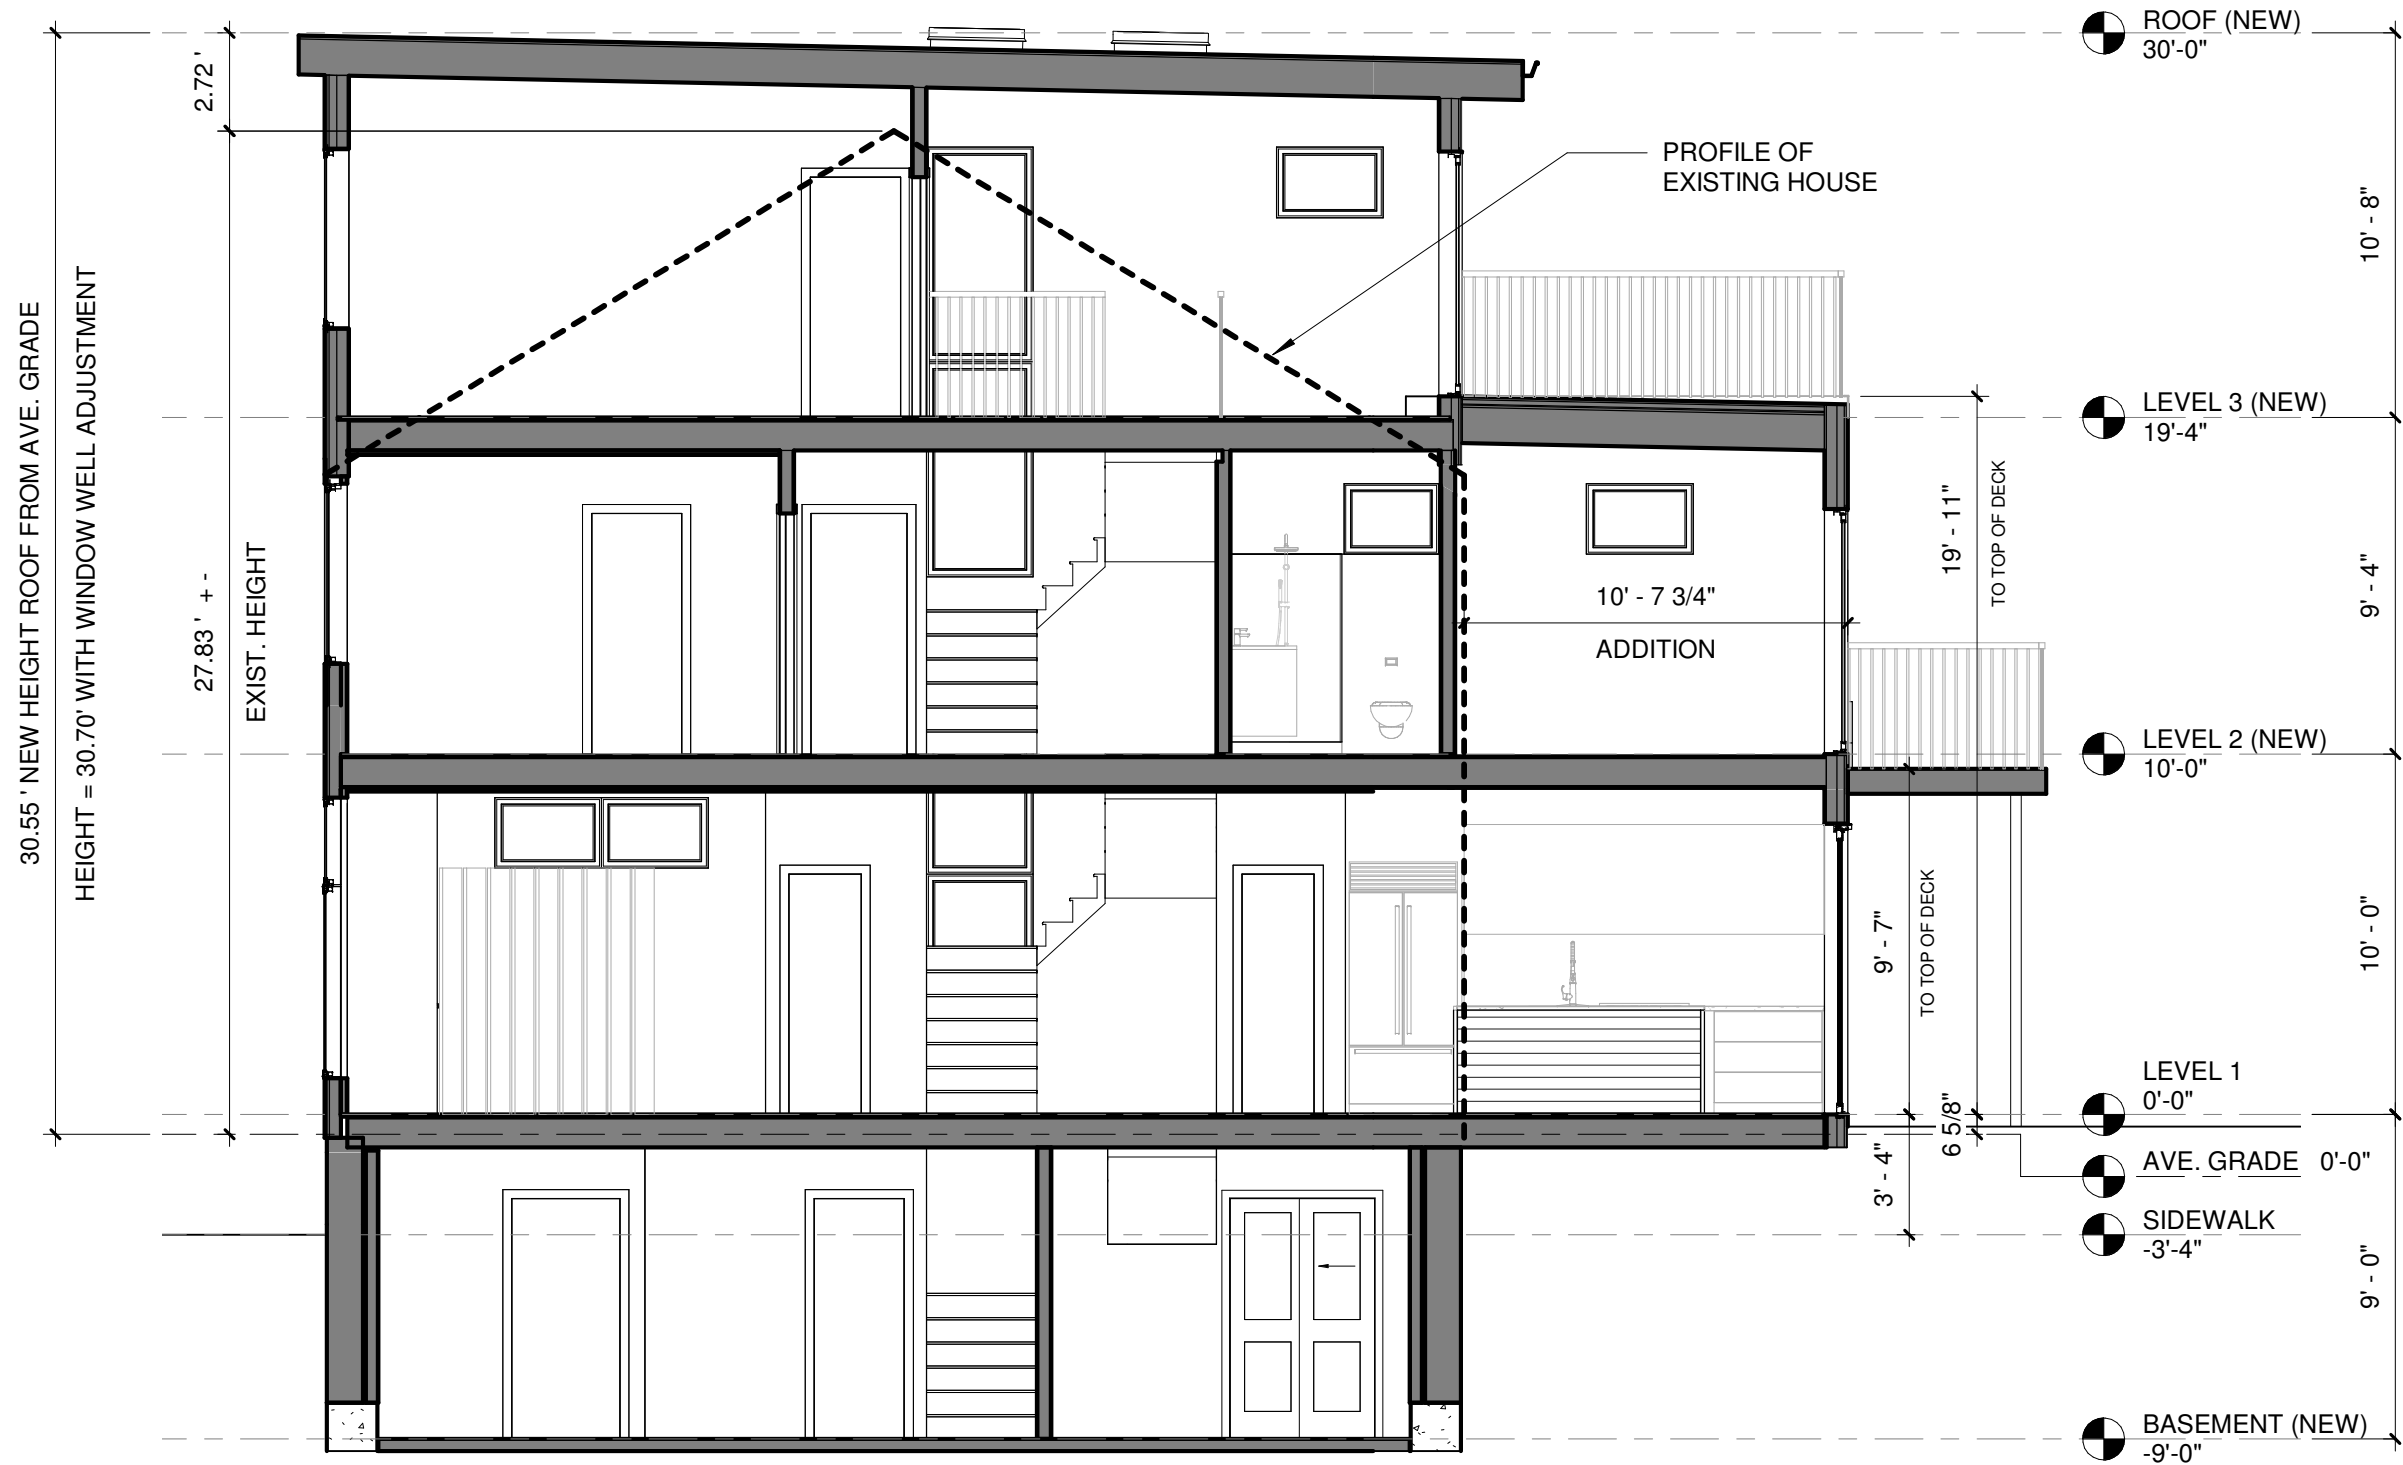 ROOF (NEW)
30'-0"
2.72 '
PROFILE OF
EXISTING HOUSE
10' - 8"
30.55 ' NEW HEIGHT ROOF FROM AVE. GRADE
HEIGHT = 30.70' WITH WINDOW WELL ADJUSTMENT
27.83 ' + -
EXIST. HEIGHT
LEVEL 3 (NEW)
19'-4"
19' - 11"
TO TOP OF DECK
9' - 4"
10' - 7 3/4"
ADDITION
LEVEL 2 (NEW)
10'-0"
9' - 7"
TO TOP OF DECK
10' - 0"
LEVEL 1
0'-0"
6 5/8"
3' - 4"
AVE. GRADE 0'-0"
SIDEWALK
-3'-4"
9' - 0"
BASEMENT (NEW)
-9'-0"